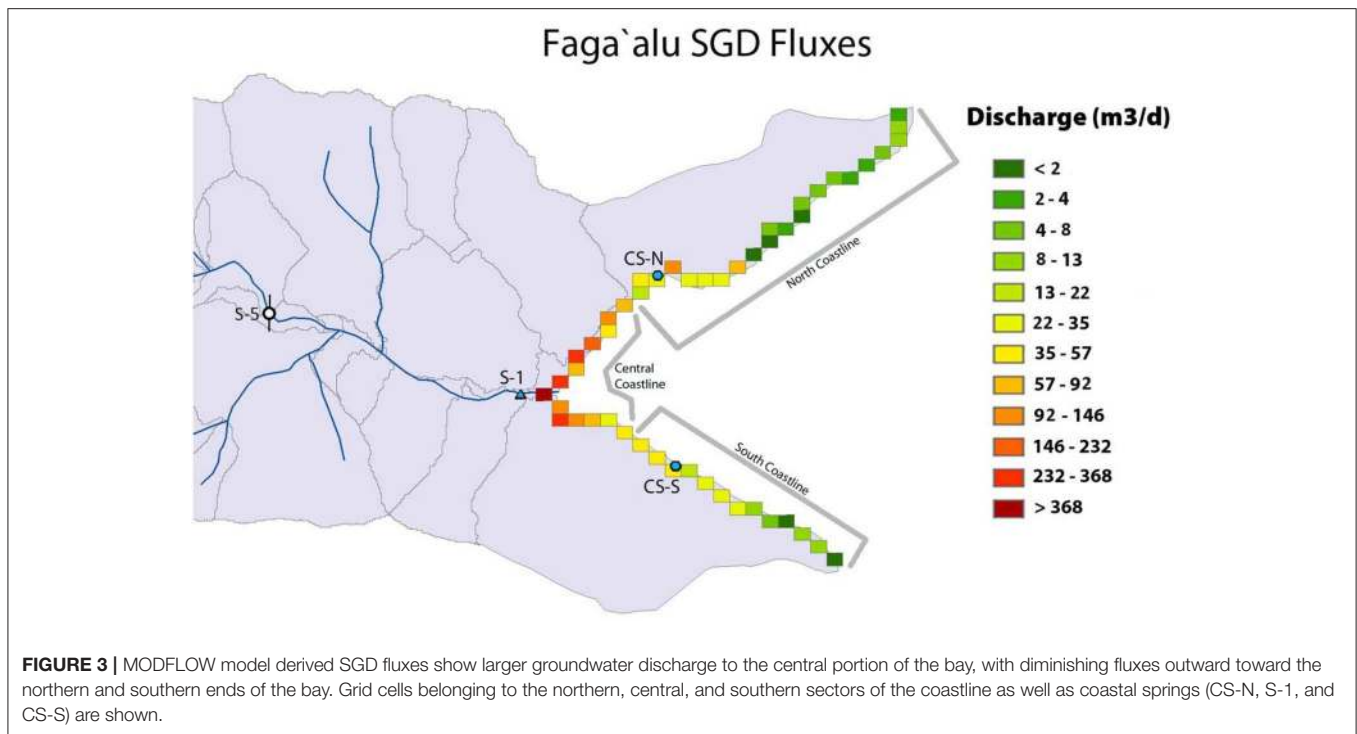 Faga`alu SGD Fluxes
Discharge (m3/d)
< 2
2 - 4
4 - 8
8 - 13
13 - 22
22 - 35
35 - 57
57 - 92
92 - 146
146 - 232
232 - 368
> 368
CS-N
North Coastline
S-5
S-1
Central
Coastline
South Coastline
CS-S
FIGURE 3 | MODFLOW model derived SGD fluxes show larger groundwater discharge to the central portion of the bay, with diminishing fluxes outward toward the
northern and southern ends of the bay. Grid cells belonging to the northern, central, and southern sectors of the coastline as well as coastal springs (CS-N, S-1, and
CS-S) are shown.